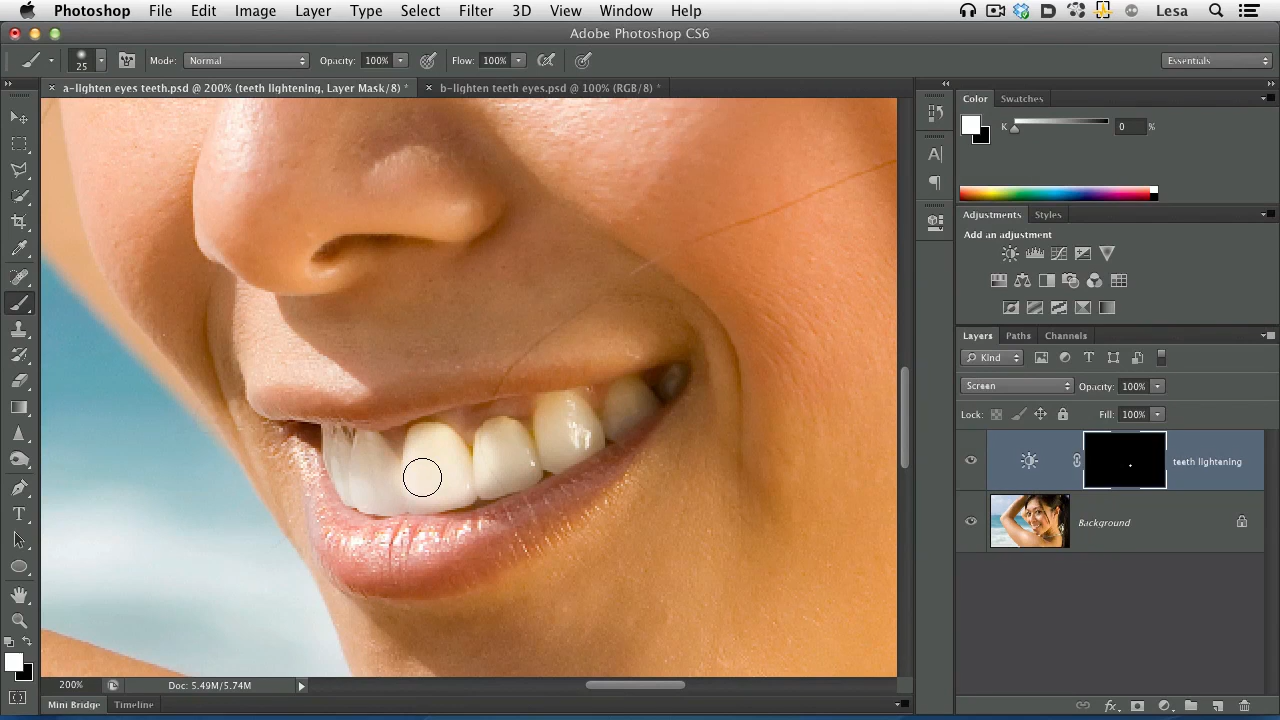 Photoshop File Edit Image Layer Type Select Filter 3D View Window Help Lesa
Adobe Photoshop CS6
25 Mode: Normal Opacity: 100% Flow: 100% Essentials
× a-lighten eyes teeth.psd @ 200% (teeth lightening, Layer Mask/8) * × b-lighten teeth eyes.psd @ 100% (RGB/8) *
Color Swatches
K 0 %
Adjustments Styles
Add an adjustment
Layers Paths Channels
Kind
Screen Opacity: 100%
Lock: Fill: 100%
teeth lightening
Background
200% Doc: 5.49M/5.74M
Mini Bridge Timeline